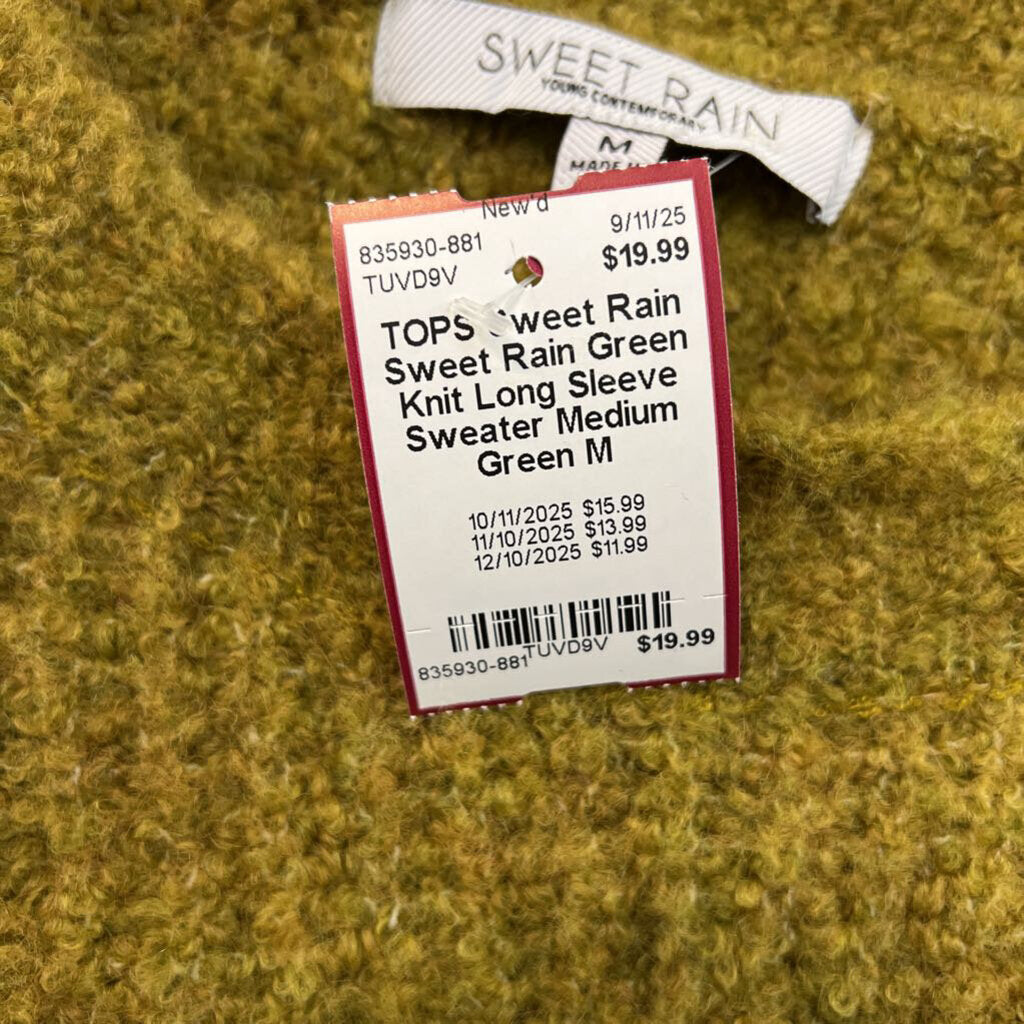 SWEET RAIN
YOUNG CONTEMPORARY
M
MADE
New'd
835930-881 9/11/25
TUVD9V $19.99
TOPS Sweet Rain
Sweet Rain Green
Knit Long Sleeve
Sweater Medium
Green M
10/11/2025 $15.99
11/10/2025 $13.99
12/10/2025 $11.99
835930-881 TUVD9V $19.99